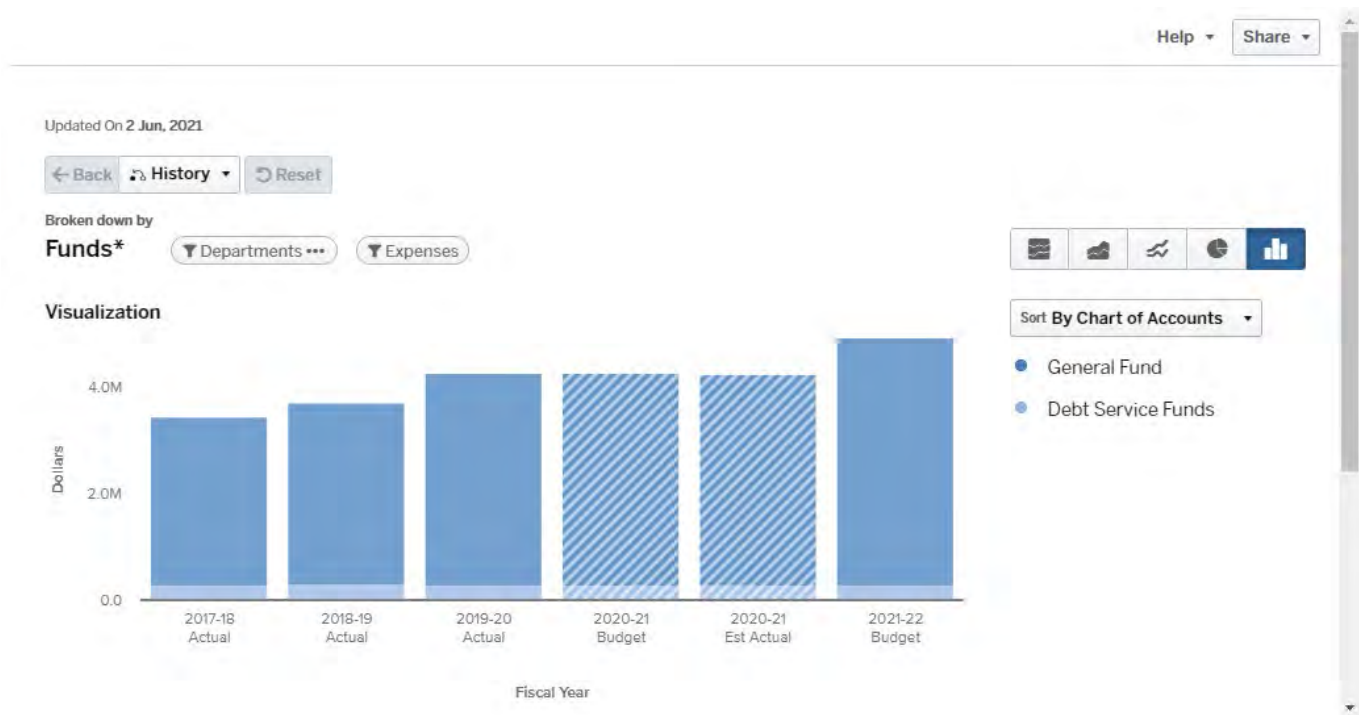 Help Share
Updated On 2 Jun, 2021
Back History Reset
Broken down by
Funds* Departments ••• Expenses
Visualization
Sort By Chart of Accounts
General Fund
Debt Service Funds
4.0M
2.0M
0.0
Dollars
2017-18 2018-19 2019-20 2020-21 2020-21 2021-22
Actual Actual Actual Budget Est Actual Budget
Fiscal Year